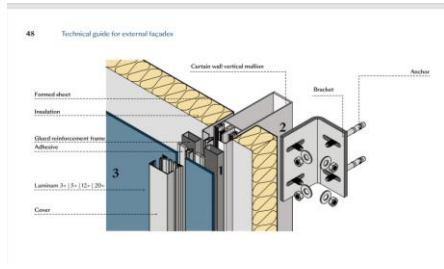 48 Technical guide for external façades
Curtain wall vertical mullion
Anchor
Bracket
Formed sheet
Insulation
2
Glued reinforcement frame
Adhesive
3
Laminam 3+ | 5+ | 12+ | 20+
Cover